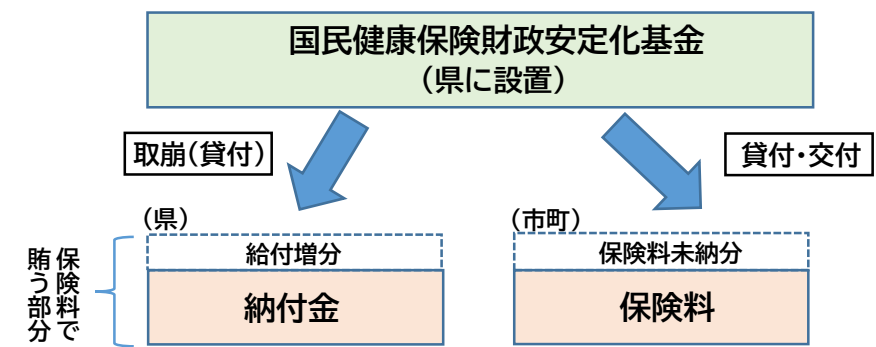 国民健康保険財政安定化基金
（県に設置）
取崩（貸付）
貸付・交付
（県）
（市町）
給付増分
保険料未納分
保険料で
賄う部分
納付金
保険料